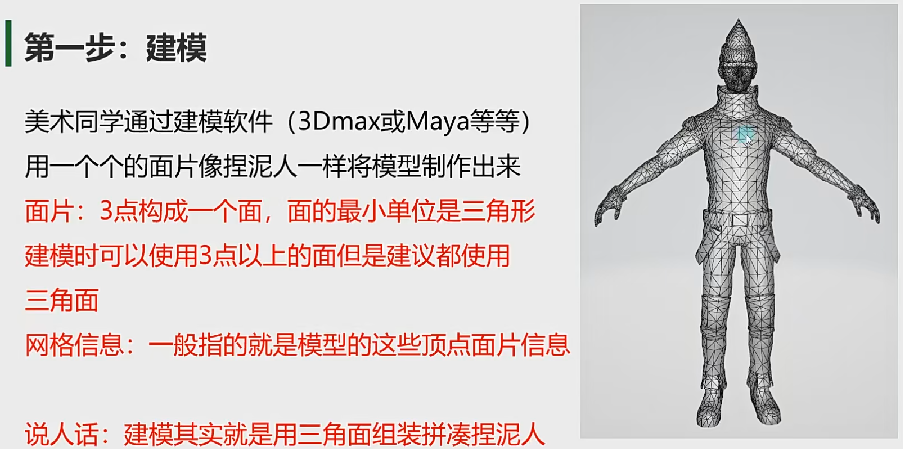 第一步：建模
美术同学通过建模软件（3Dmax或Maya等等）
用一个个的面片像捏泥人一样将模型制作出来
面片：3点构成一个面，面的最小单位是三角形
建模时可以使用3点以上的面但是建议都使用
三角面
网格信息：一般指的就是模型的这些顶点面片信息
说人话：建模其实就是用三角面组装拼凑捏泥人